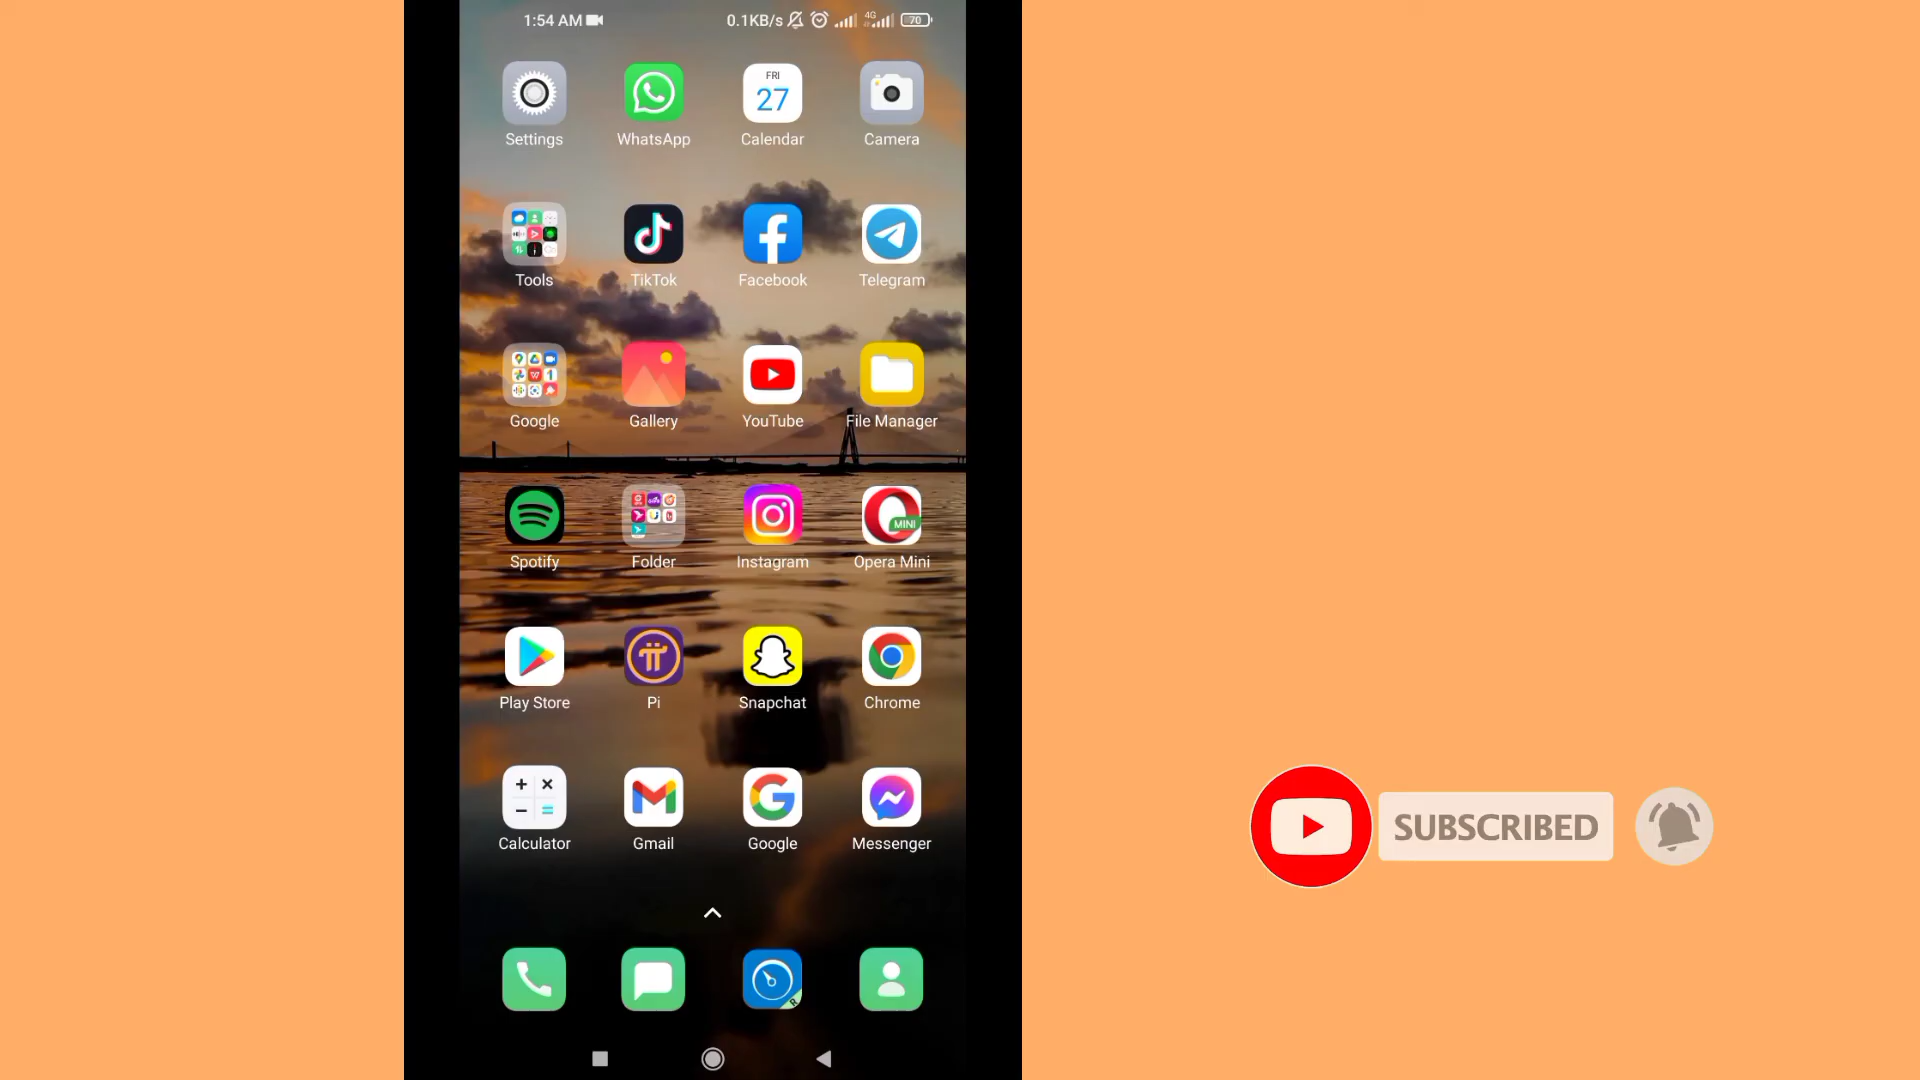 1:54 AM 0.1KB/s 4G 70
FRI
27
Settings WhatsApp Calendar Camera
Tools TikTok Facebook Telegram
Google Gallery YouTube File Manager
MINI
Spotify Folder Instagram Opera Mini
Play Store Pi Snapchat Chrome
Calculator Gmail Google Messenger
SUBSCRIBED
R